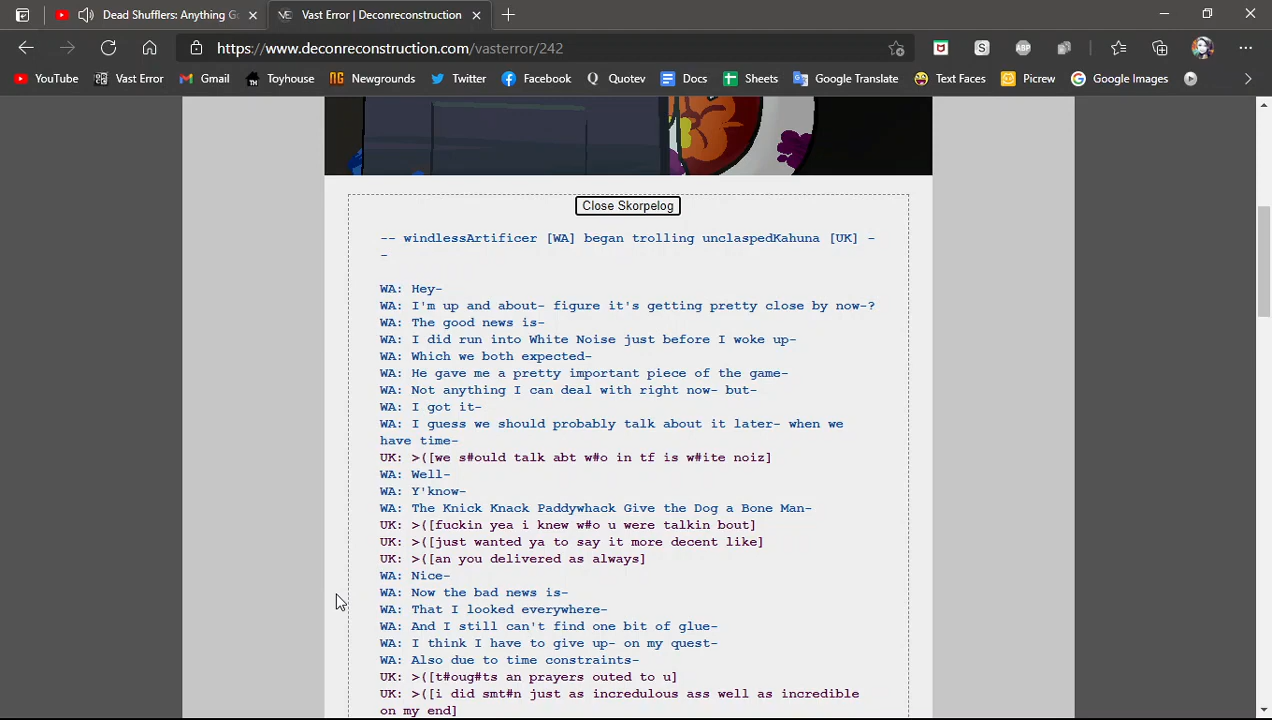 Dead Shufflers: Anything G
Vast Error | Deconreconstruction
https://www.deconreconstruction.com/vasterror/242
YouTube
Vast Error
Gmail
TH
Toyhouse
NG
Newgrounds
Twitter
Facebook
Quotev
Docs
Sheets
Google Translate
Text Faces
Picrew
Google Images
S
ABP
Close Skorpelog
-- windlessArtificer [WA] began trolling unclaspedKahuna [UK] -
-
WA: Hey-
WA: I'm up and about- figure it's getting pretty close by now-?
WA: The good news is-
WA: I did run into White Noise just before I woke up-
WA: Which we both expected-
WA: He gave me a pretty important piece of the game-
WA: Not anything I can deal with right now- but-
WA: I got it-
WA: I guess we should probably talk about it later- when we
have time-
UK: >([we s#ould talk abt w#o in tf is w#ite noiz]
WA: Well-
WA: Y'know-
WA: The Knick Knack Paddywhack Give the Dog a Bone Man-
UK: >([fuckin yea i knew w#o u were talkin bout]
UK: >([just wanted ya to say it more decent like]
UK: >([an you delivered as always]
WA: Nice-
WA: Now the bad news is-
WA: That I looked everywhere-
WA: And I still can't find one bit of glue-
WA: I think I have to give up- on my quest-
WA: Also due to time constraints-
UK: >([t#oug#ts an prayers outed to u]
UK: >([i did smt#n just as incredulous ass well as incredible
on my end]